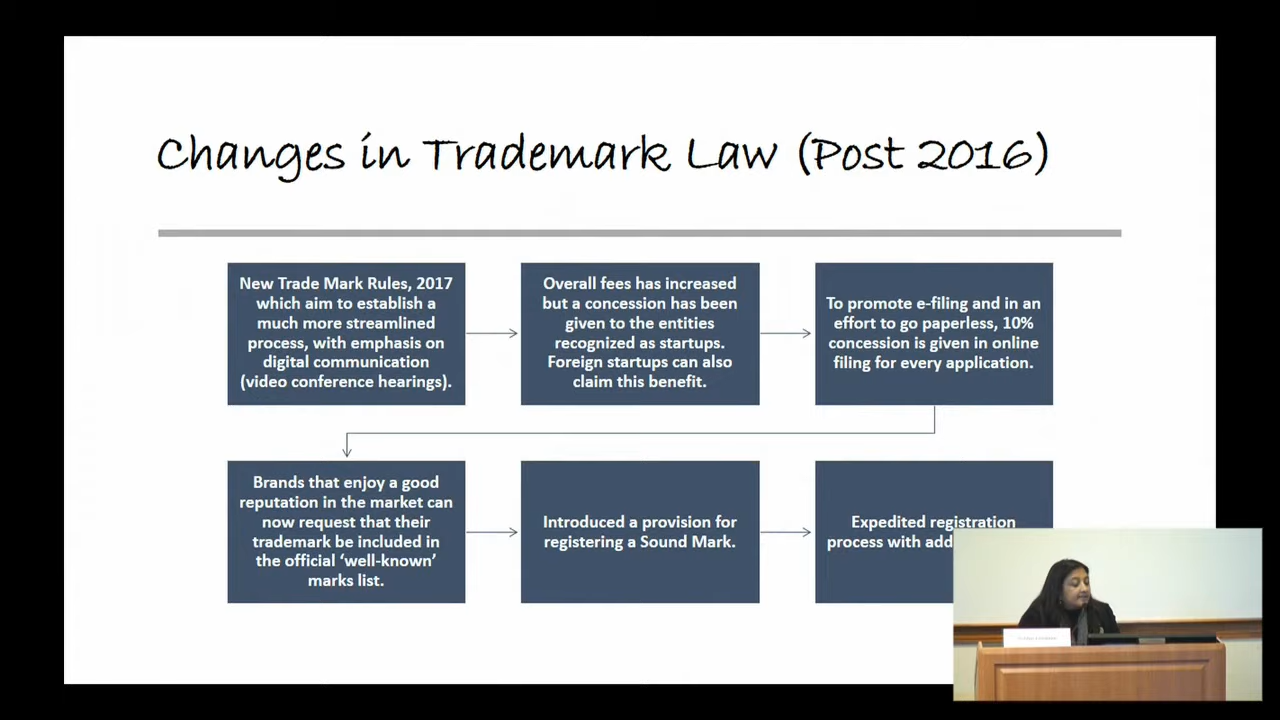 Changes in Trademark Law (Post 2016)
New Trade Mark Rules, 2017
which aim to establish a
much more streamlined
process, with emphasis on
digital communication
(video conference hearings).
Overall fees has increased
but a concession has been
given to the entities
recognized as startups.
Foreign startups can also
claim this benefit.
To promote e-filing and in an
effort to go paperless, 10%
concession is given in online
filing for every application.
Brands that enjoy a good
reputation in the market can
now request that their
trademark be included in
the official ‘well-known’
marks list.
Introduced a provision for
registering a Sound Mark.
Expedited registration
process with